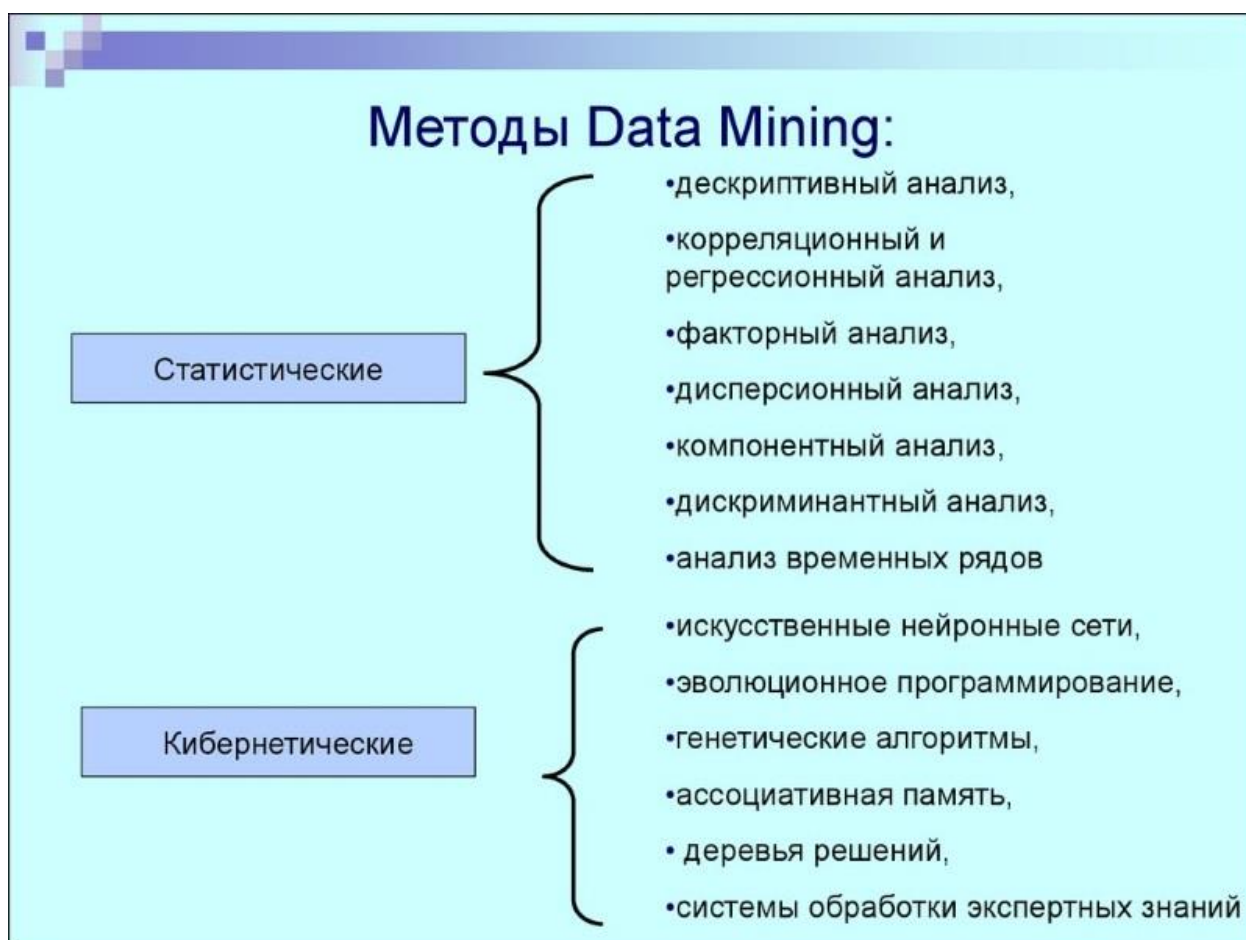 Методы Data Mining:
Статистические
•дескриптивный анализ,
•корреляционный и
регрессионный анализ,
•факторный анализ,
•дисперсионный анализ,
•компонентный анализ,
•дискриминантный анализ,
•анализ временных рядов
Кибернетические
•искусственные нейронные сети,
•эволюционное программирование,
•генетические алгоритмы,
•ассоциативная память,
• деревья решений,
•системы обработки экспертных знаний